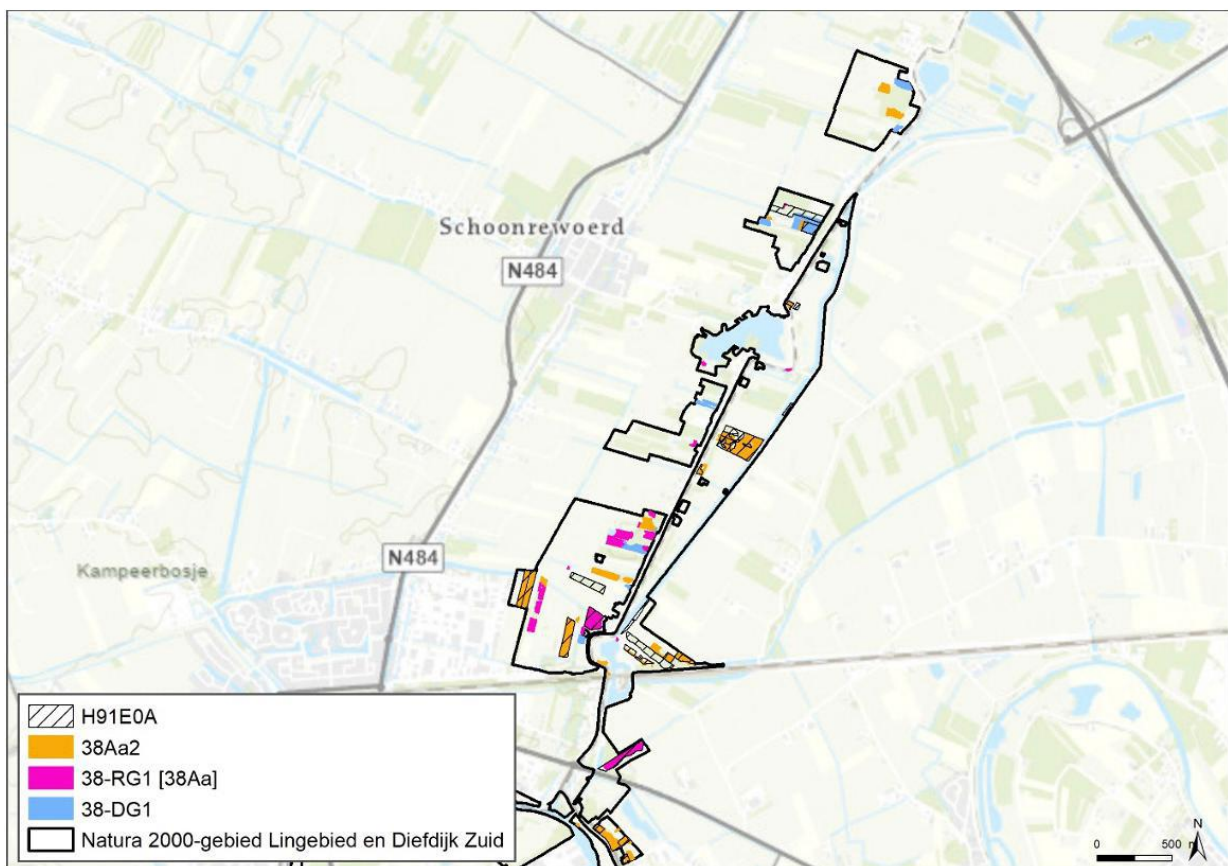 Schoonrewoerd
N484
N484
Kampeerbosje
H91E0A
38Aa2
38-RG1 [38Aa]
38-DG1
Natura 2000-gebied Lingebied en Diefdijk Zuid
N
0 500 m